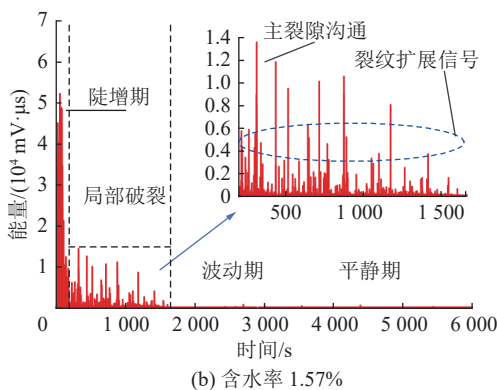 能量/(10⁴ mV·μs)
7
6
5
4
3
2
1
0
陡增期
局部破裂
主裂隙沟通
裂纹扩展信号
1.4
1.2
1.0
0.8
0.6
0.4
0.2
0
500
1 000
1 500
波动期
平静期
1 000
2 000
3 000
4 000
5 000
6 000
时间/s
(b) 含水率 1.57%